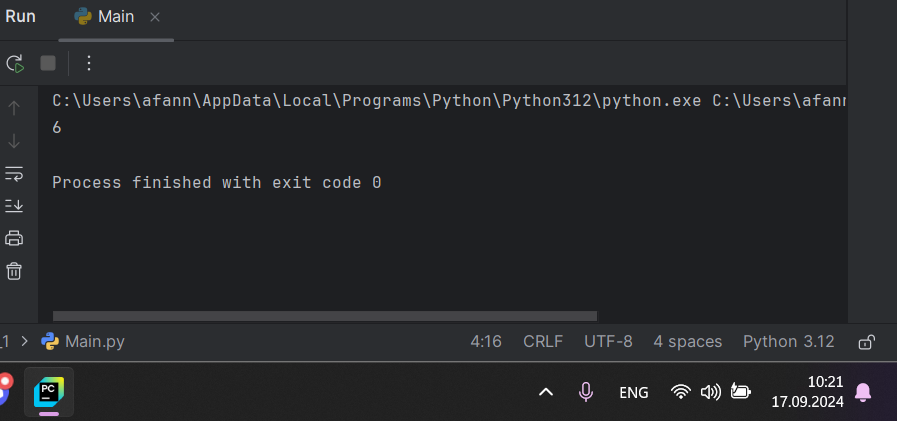 Run Main
C:\Users\afann\AppData\Local\Programs\Python\Python312\python.exe C:\Users\afann
6
Process finished with exit code 0
_1 > Main.py 4:16 CRLF UTF-8 4 spaces Python 3.12
PC
ENG
10:21
17.09.2024